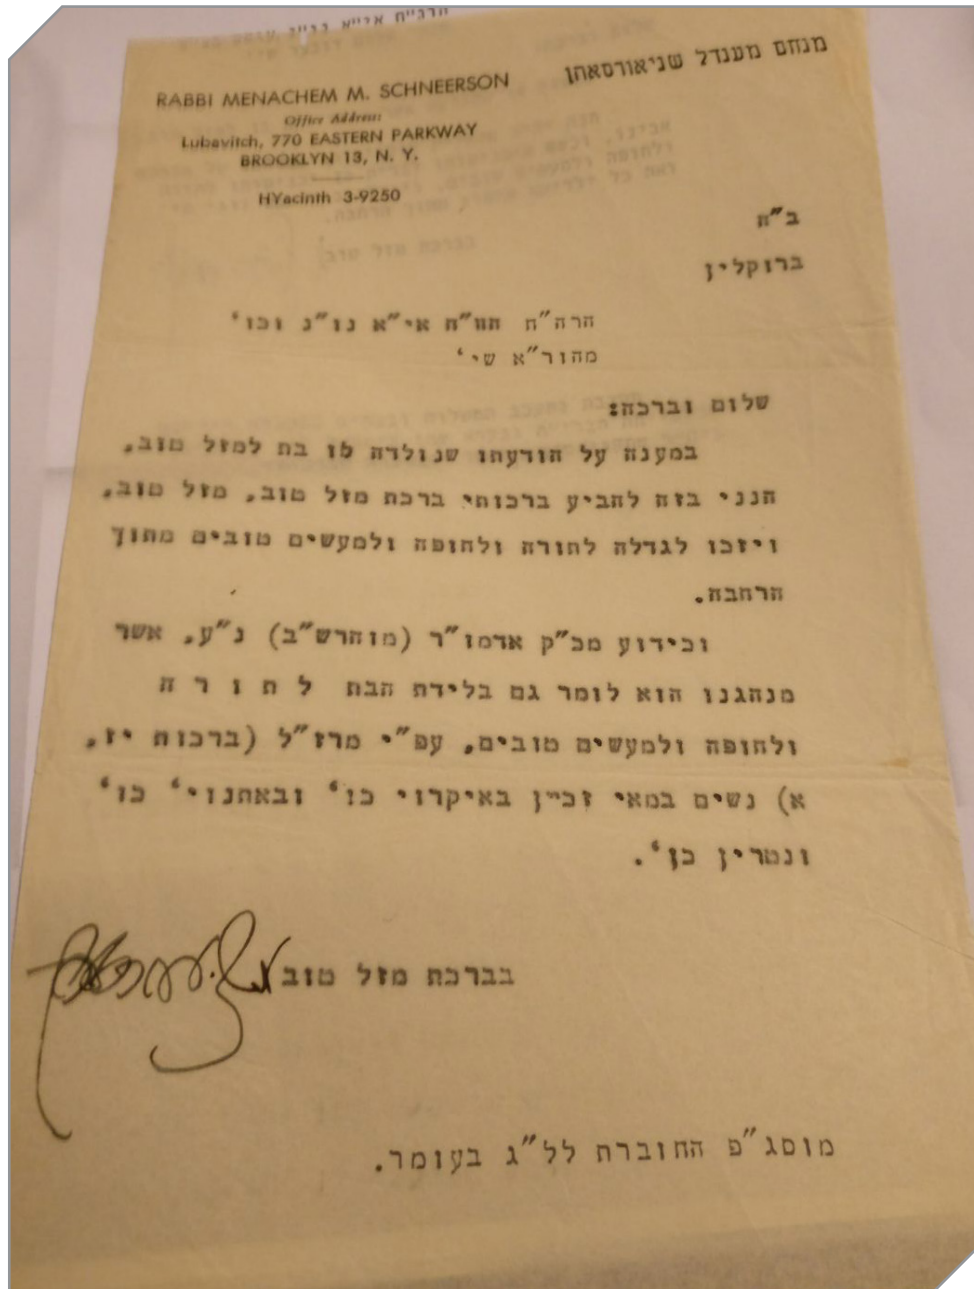 מנחם מענדל שניאורסאהן
RABBI MENACHEM M. SCHNEERSON
Office Address:
Lubavitch, 770 EASTERN PARKWAY
BROOKLYN 13, N. Y.
HYacinth 3-9250
ב"ה
ברוקלין
הרה"ח תוו"ח אי"א נו"נ וכו'
מהור"א שי'
שלום וברכה:
במענה על הודעתו שנולדה לו בת למזל טוב,
הנני בזה להביע ברכותי ברכת מזל טוב, מזל טוב,
ויזכו לגדלה לתורה ולחופה ולמעשים טובים מתוך
הרחבה.
וכידוע מכ"ק אדמו"ר (מוהרש"ב) נ"ע, אשר
מנהגנו הוא לומר גם בלידת הבת ל ת ו ר ה
ולחופה ולמעשים טובים, עפ"י מרז"ל (ברכות יז,
א) נשים במאי זכיין באיקרויי כו' ובאתנויי' כו'
ונטרין כו'.
בברכת מזל טוב
מוסג"פ החוברת לל"ג בעומר.